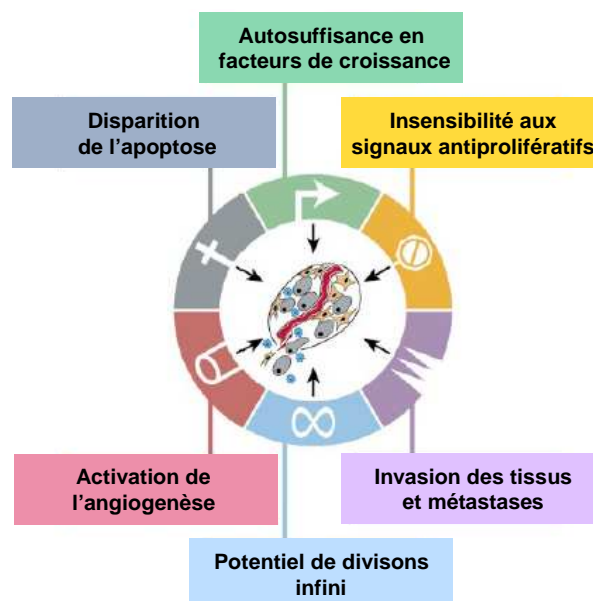 Autosuffisance en
facteurs de croissance
Disparition
de l'apoptose
Insensibilité aux
signaux antiprolifératifs
Activation de
l'angiogenèse
Invasion des tissus
et métastases
Potentiel de divisons
infini